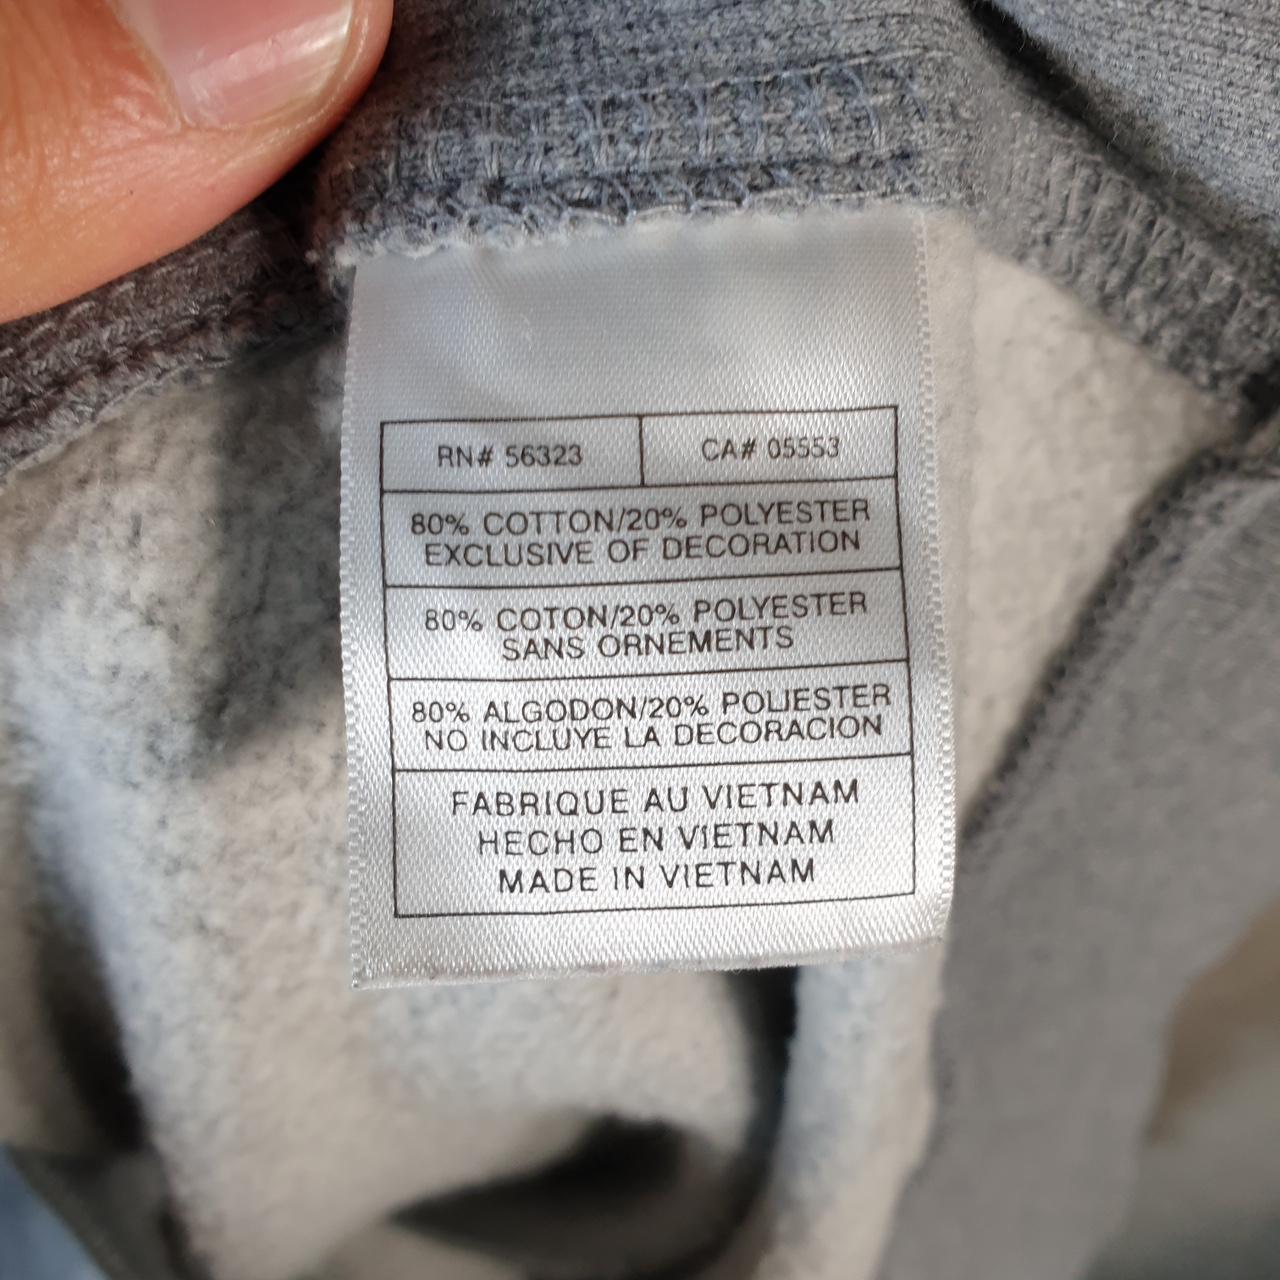 RN# 56323 CA# 05553
80% COTTON/20% POLYESTER
EXCLUSIVE OF DECORATION
80% COTON/20% POLYESTER
SANS ORNEMENTS
80% ALGODON/20% POLIESTER
NO INCLUYE LA DECORACION
FABRIQUE AU VIETNAM
HECHO EN VIETNAM
MADE IN VIETNAM